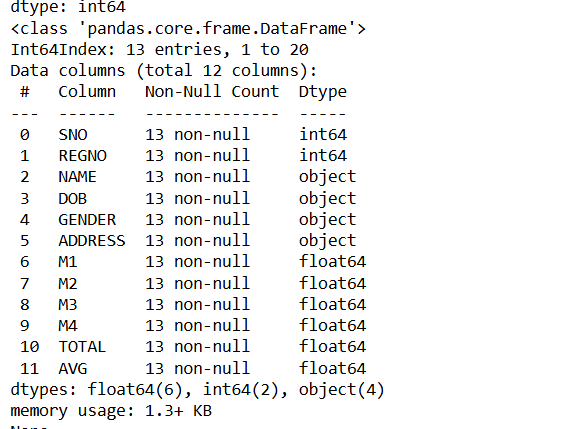 dtype: int64
<class 'pandas.core.frame.DataFrame'>
Int64Index: 13 entries, 1 to 20
Data columns (total 12 columns):
 #   Column   Non-Null Count  Dtype
---  ------   --------------  -----
 0   SNO      13 non-null     int64
 1   REGNO    13 non-null     int64
 2   NAME     13 non-null     object
 3   DOB      13 non-null     object
 4   GENDER   13 non-null     object
 5   ADDRESS  13 non-null     object
 6   M1       13 non-null     float64
 7   M2       13 non-null     float64
 8   M3       13 non-null     float64
 9   M4       13 non-null     float64
 10  TOTAL    13 non-null     float64
 11  AVG      13 non-null     float64
dtypes: float64(6), int64(2), object(4)
memory usage: 1.3+ KB
None